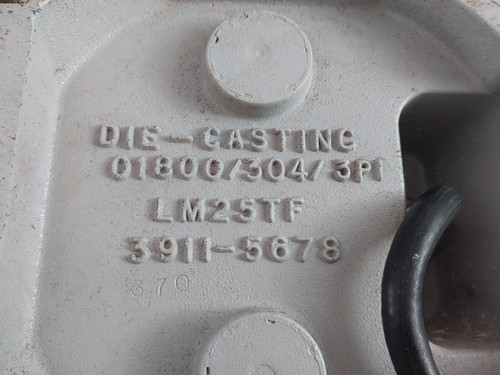 DIE-CASTING
01800/304/3P1
LM25TF
3911-5678
370